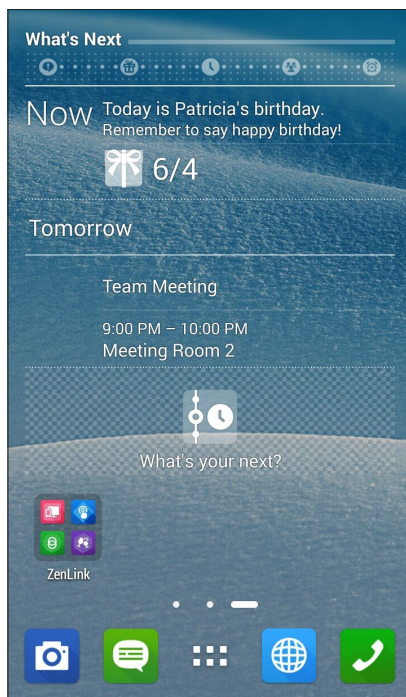 What's Next
Now
Today is Patricia's birthday.
Remember to say happy birthday!
6/4
Tomorrow
Team Meeting
9:00 PM – 10:00 PM
Meeting Room 2
What's your next?
ZenLink